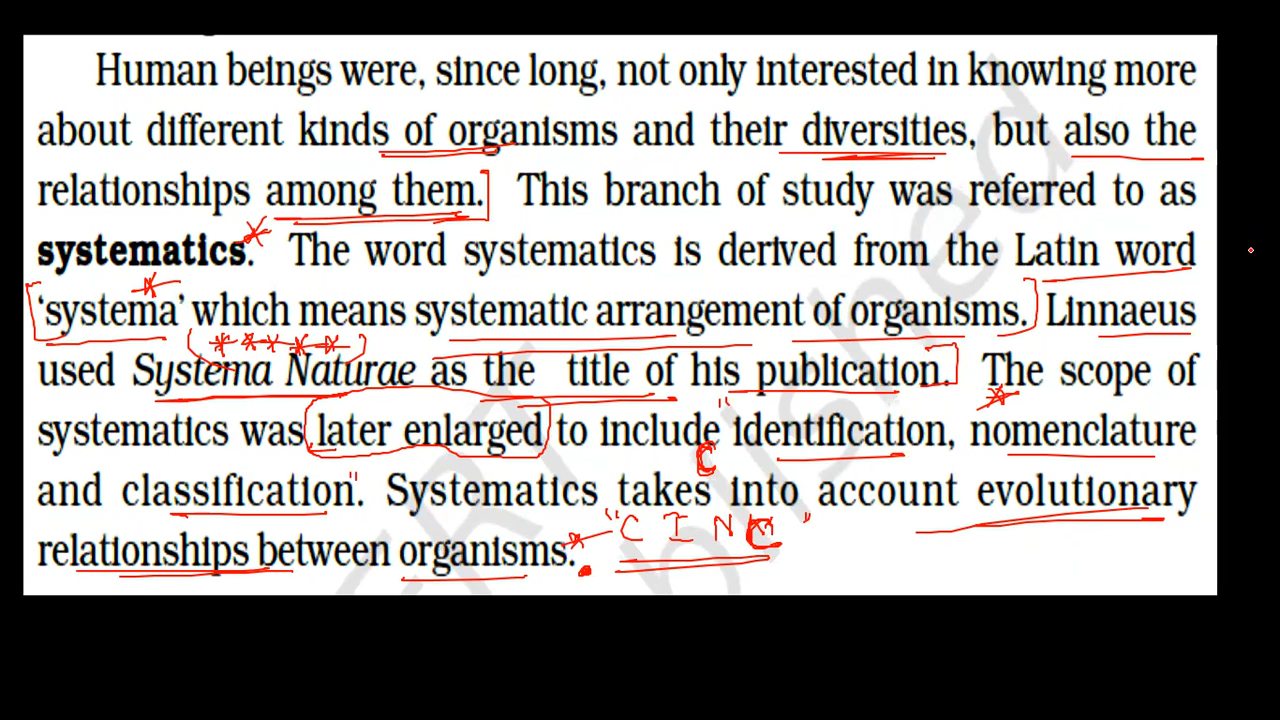 Human beings were, since long, not only interested in knowing more
about different kinds of organisms and their diversities, but also the
relationships among them. This branch of study was referred to as
systematics. The word systematics is derived from the Latin word
'systema' which means systematic arrangement of organisms. Linnaeus
used Systema Naturae as the title of his publication. The scope of
systematics was later enlarged to include "identification, nomenclature
C
and classification". Systematics takes into account evolutionary
"C I N C"
relationships between organisms.